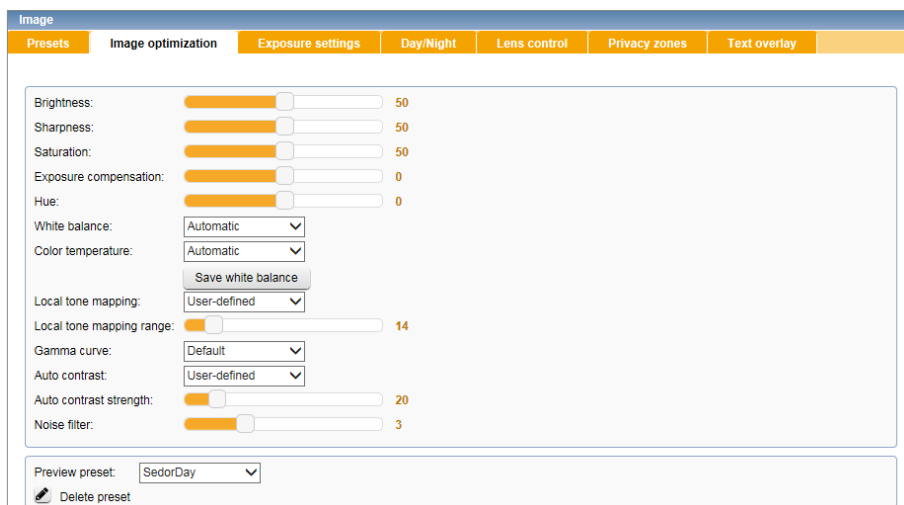 Image
Presets Image optimization Exposure settings Day/Night Lens control Privacy zones Text overlay
Brightness: 50
Sharpness: 50
Saturation: 50
Exposure compensation: 0
Hue: 0
White balance: Automatic
Color temperature: Automatic
Save white balance
Local tone mapping: User-defined
Local tone mapping range: 14
Gamma curve: Default
Auto contrast: User-defined
Auto contrast strength: 20
Noise filter: 3
Preview preset: SedorDay
Delete preset